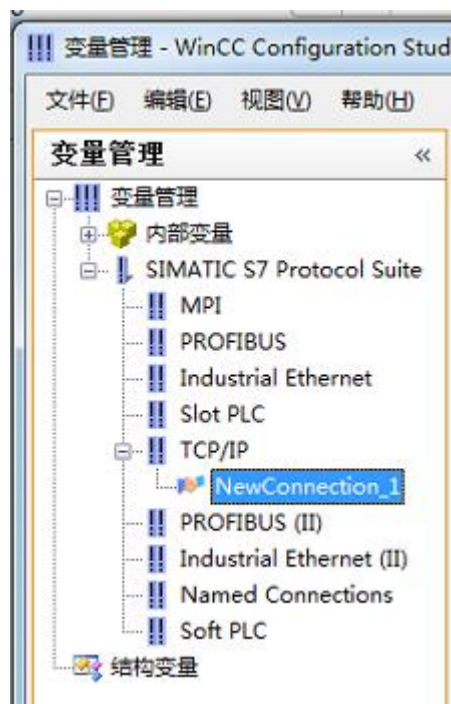 变量管理 - WinCC Configuration Stud
文件(F) 编辑(E) 视图(V) 帮助(H)
变量管理 «
变量管理
内部变量
SIMATIC S7 Protocol Suite
MPI
PROFIBUS
Industrial Ethernet
Slot PLC
TCP/IP
NewConnection_1
PROFIBUS (II)
Industrial Ethernet (II)
Named Connections
Soft PLC
结构变量